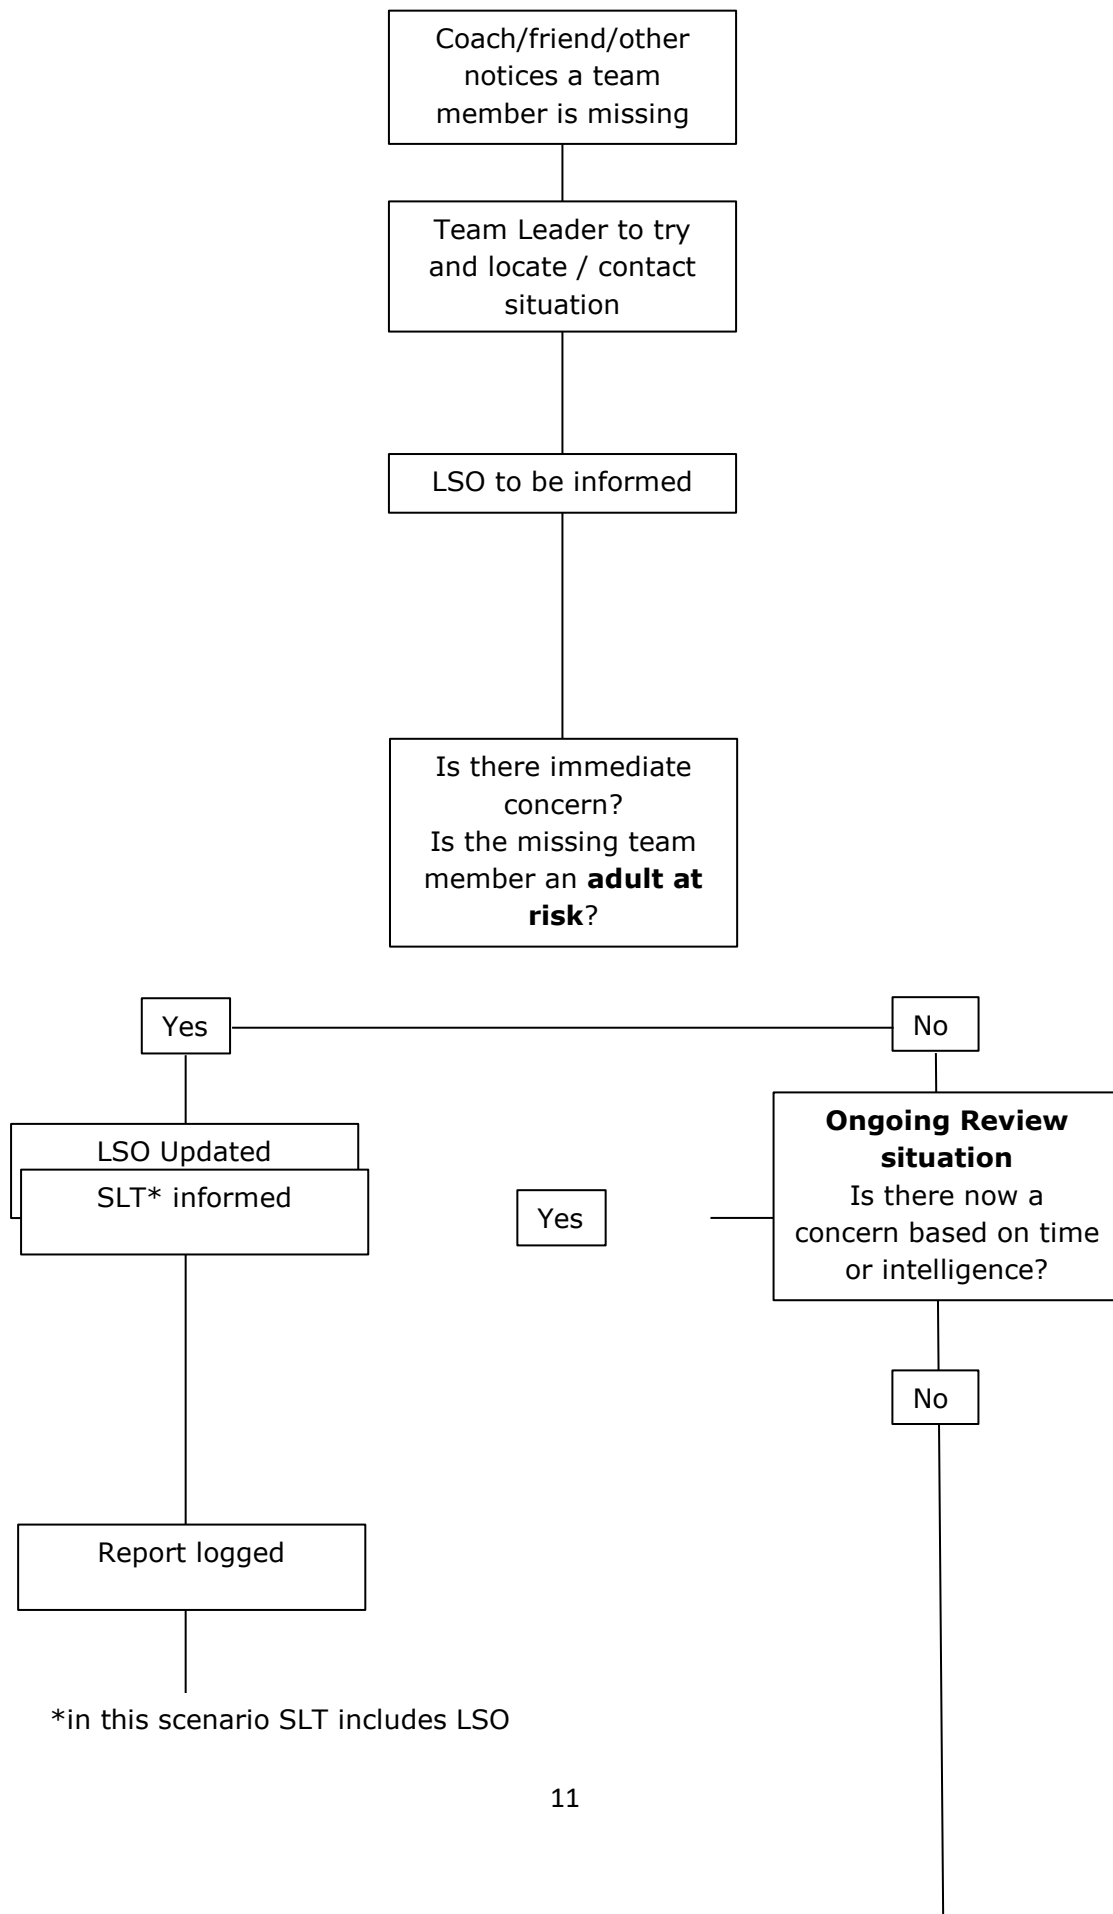 Coach/friend/other
notices a team
member is missing
Team Leader to try
and locate / contact
situation
LSO to be informed
Is there immediate
concern?
Is the missing team
member an adult at
risk?
Yes
No
LSO Updated
SLT* informed
Yes
Ongoing Review
situation
Is there now a
concern based on time
or intelligence?
No
Report logged
*in this scenario SLT includes LSO
11